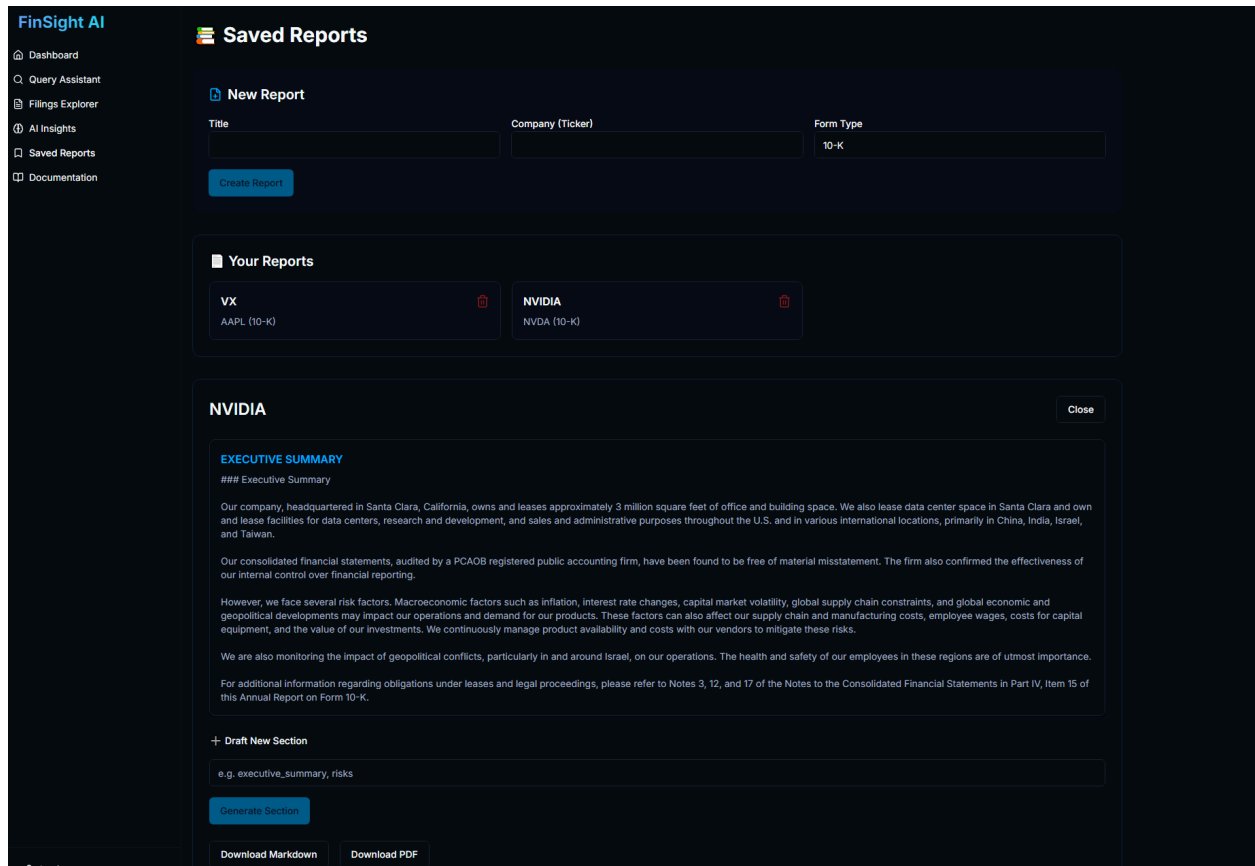 FinSight AI
Dashboard
Query Assistant
Filings Explorer
AI Insights
Saved Reports
Documentation
Saved Reports
New Report
Title
Company (Ticker)
Form Type
10-K
Create Report
Your Reports
VX
AAPL (10-K)
NVIDIA
NVDA (10-K)
NVIDIA
Close
EXECUTIVE SUMMARY
### Executive Summary
Our company, headquartered in Santa Clara, California, owns and leases approximately 3 million square feet of office and building space. We also lease data center space in Santa Clara and own
and lease facilities for data centers, research and development, and sales and administrative purposes throughout the U.S. and in various international locations, primarily in China, India, Israel,
and Taiwan.
Our consolidated financial statements, audited by a PCAOB registered public accounting firm, have been found to be free of material misstatement. The firm also confirmed the effectiveness of
our internal control over financial reporting.
However, we face several risk factors. Macroeconomic factors such as inflation, interest rate changes, capital market volatility, global supply chain constraints, and global economic and
geopolitical developments may impact our operations and demand for our products. These factors can also affect our supply chain and manufacturing costs, employee wages, costs for capital
equipment, and the value of our investments. We continuously manage product availability and costs with our vendors to mitigate these risks.
We are also monitoring the impact of geopolitical conflicts, particularly in and around Israel, on our operations. The health and safety of our employees in these regions are of utmost importance.
For additional information regarding obligations under leases and legal proceedings, please refer to Notes 3, 12, and 17 of the Notes to the Consolidated Financial Statements in Part IV, Item 15 of
this Annual Report on Form 10-K.
Draft New Section
e.g. executive_summary, risks
Generate Section
Download Markdown
Download PDF